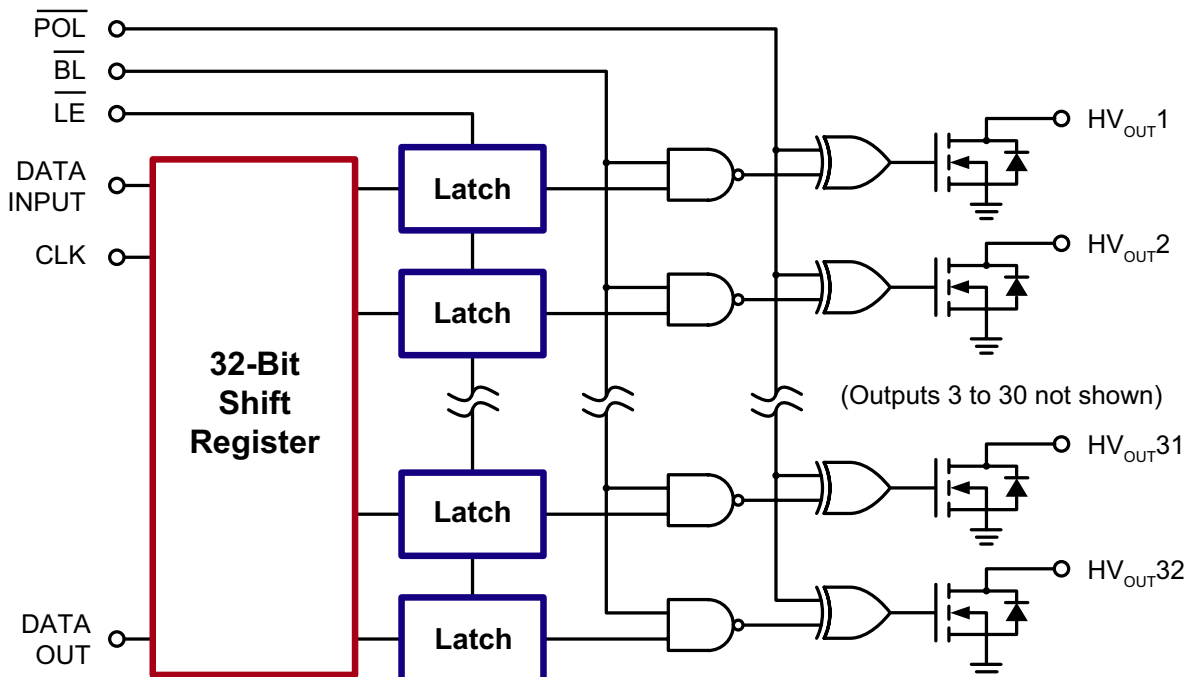 POL
BL
LE
DATA
INPUT
CLK
32-Bit
Shift
Register
DATA
OUT
Latch
Latch
Latch
Latch
HVOUT1
HVOUT2
(Outputs 3 to 30 not shown)
HVOUT31
HVOUT32